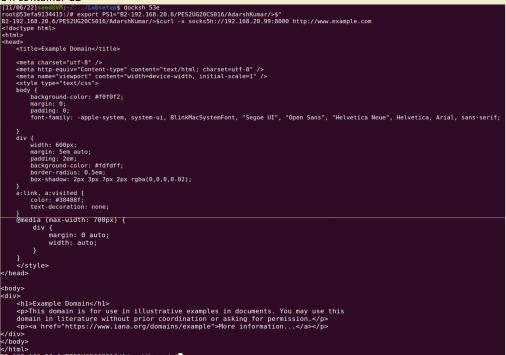 [11/06/22]seed@VM:~/.../Labsetup$ docksh 53e
root@53efa9134415:/# export PS1="B2-192.168.20.6/PES2UG20CS016/AdarshKumar/>$"
B2-192.168.20.6/PES2UG20CS016/AdarshKumar/>$curl -x socks5h://192.168.20.99:8000 http://www.example.com
<!doctype html>
<html>
<head>
    <title>Example Domain</title>

    <meta charset="utf-8" />
    <meta http-equiv="Content-type" content="text/html; charset=utf-8" />
    <meta name="viewport" content="width=device-width, initial-scale=1" />
    <style type="text/css">
    body {
        background-color: #f0f0f2;
        margin: 0;
        padding: 0;
        font-family: -apple-system, system-ui, BlinkMacSystemFont, "Segoe UI", "Open Sans", "Helvetica Neue", Helvetica, Arial, sans-serif;

    }
    div {
        width: 600px;
        margin: 5em auto;
        padding: 2em;
        background-color: #fdfdff;
        border-radius: 0.5em;
        box-shadow: 2px 3px 7px 2px rgba(0,0,0,0.02);
    }
    a:link, a:visited {
        color: #38488f;
        text-decoration: none;
    }
    @media (max-width: 700px) {
        div {
            margin: 0 auto;
            width: auto;
        }
    }
    </style>
</head>

<body>
<div>
    <h1>Example Domain</h1>
    <p>This domain is for use in illustrative examples in documents. You may use this
    domain in literature without prior coordination or asking for permission.</p>
    <p><a href="https://www.iana.org/domains/example">More information...</a></p>
</div>
</body>
</html>